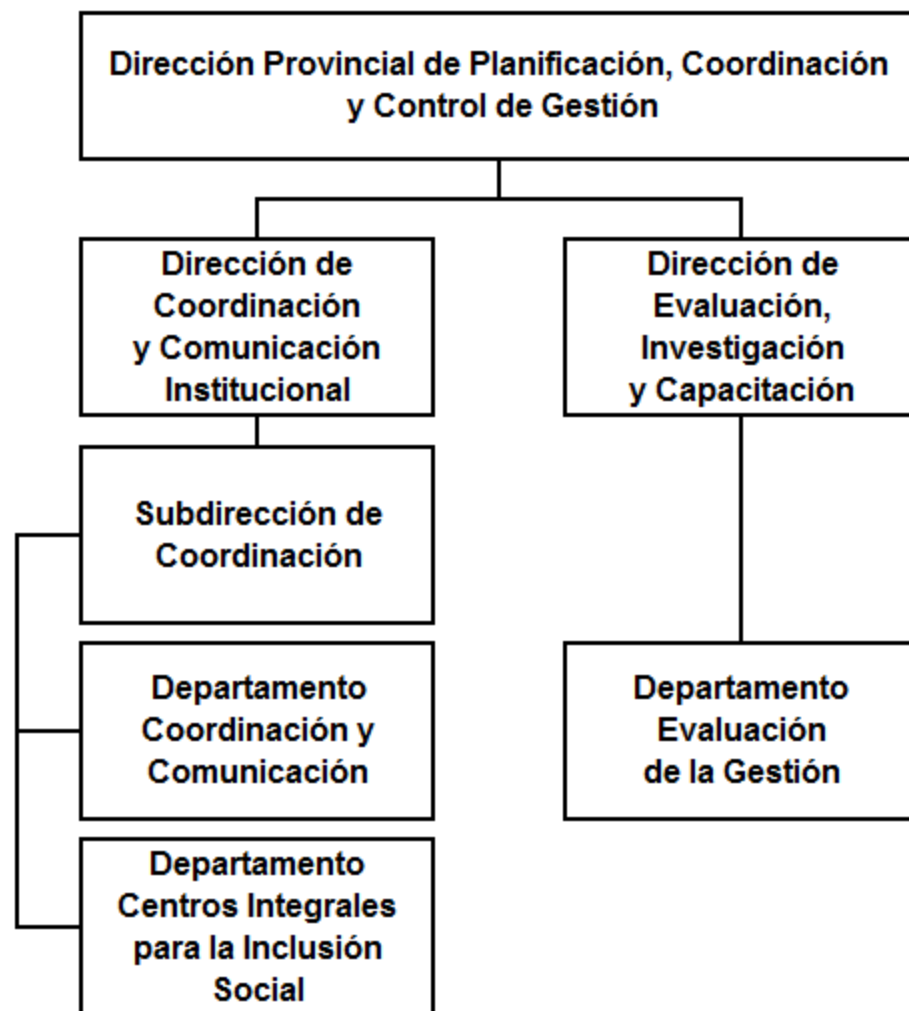 Dirección Provincial de Planificación, Coordinación
y Control de Gestión
Dirección de
Coordinación
y Comunicación
Institucional
Dirección de
Evaluación,
Investigación
y Capacitación
Subdirección de
Coordinación
Departamento
Coordinación y
Comunicación
Departamento
Evaluación
de la Gestión
Departamento
Centros Integrales
para la Inclusión
Social